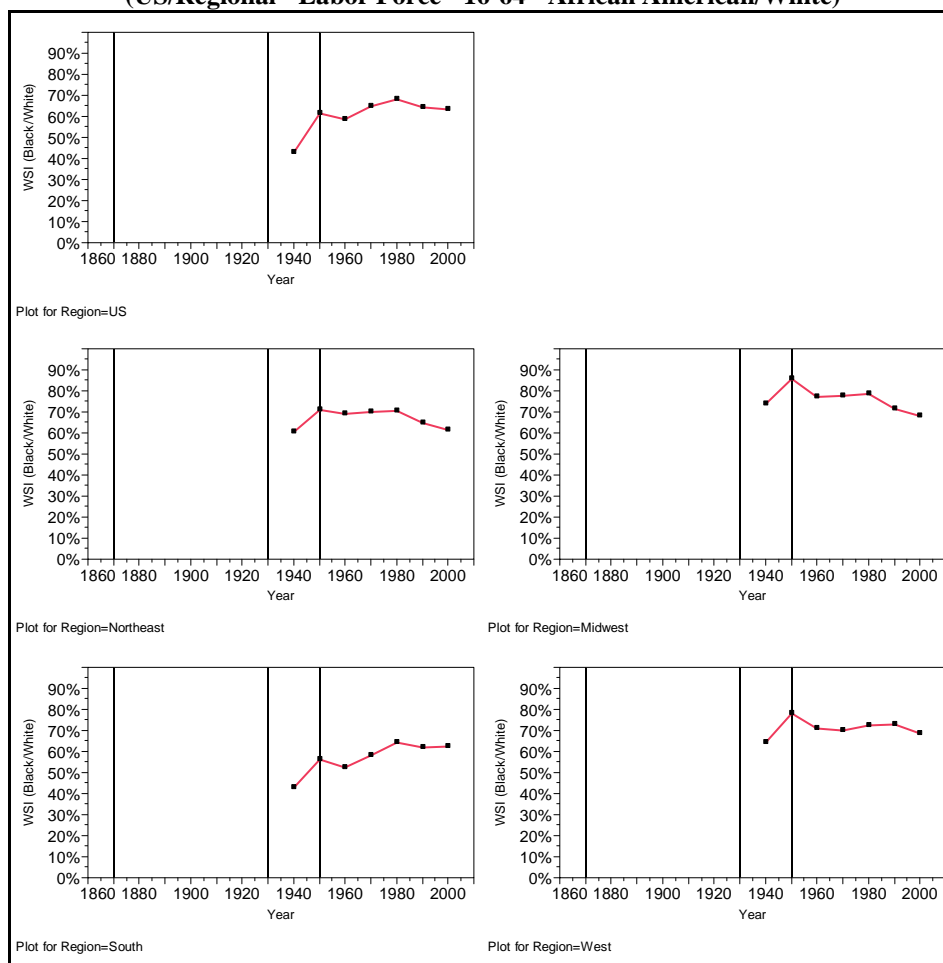 (US/Regional - Labor Force - 16-64 - African American/White)
90%
80%
70%
60%
50%
40%
30%
20%
10%
0%
WSI (Black/White)
1860 1880 1900 1920 1940 1960 1980 2000
Year
Plot for Region=US
90%
80%
70%
60%
50%
40%
30%
20%
10%
0%
WSI (Black/White)
1860 1880 1900 1920 1940 1960 1980 2000
Year
Plot for Region=Northeast
90%
80%
70%
60%
50%
40%
30%
20%
10%
0%
WSI (Black/White)
1860 1880 1900 1920 1940 1960 1980 2000
Year
Plot for Region=Midwest
90%
80%
70%
60%
50%
40%
30%
20%
10%
0%
WSI (Black/White)
1860 1880 1900 1920 1940 1960 1980 2000
Year
Plot for Region=South
90%
80%
70%
60%
50%
40%
30%
20%
10%
0%
WSI (Black/White)
1860 1880 1900 1920 1940 1960 1980 2000
Year
Plot for Region=West